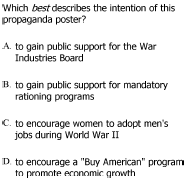 Which best describes the intention of this
propaganda poster?
A. to gain public support for the War
Industries Board
B. to gain public support for mandatory
rationing programs
C. to encourage women to adopt men's
jobs during World War II
D. to encourage a "Buy American" program
to promote economic growth